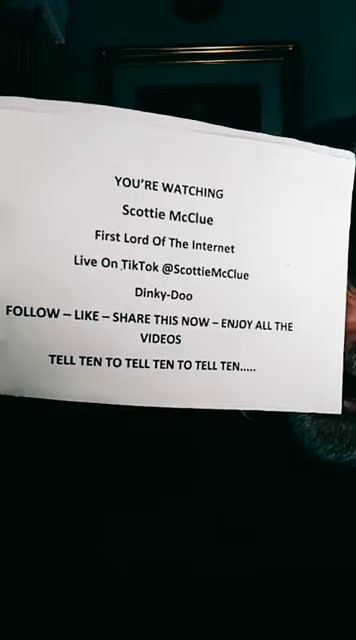 YOU'RE WATCHING
Scottie McClue
First Lord Of The Internet
Live On TikTok @ScottieMcClue
Dinky-Doo
FOLLOW – LIKE – SHARE THIS NOW – ENJOY ALL THE
VIDEOS
TELL TEN TO TELL TEN TO TELL TEN.....